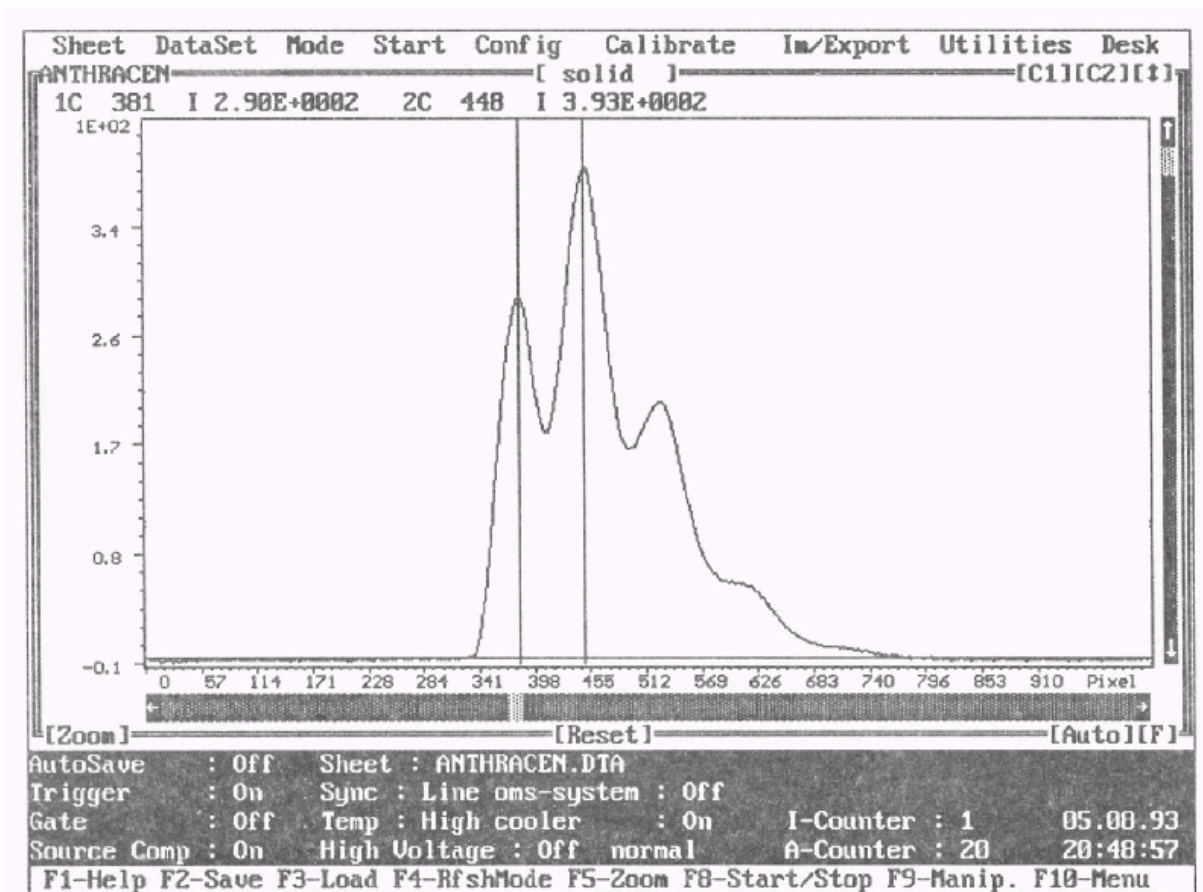 Sheet DataSet Mode Start Config Calibrate Im/Export Utilities Desk
ANTHRACEN [ solid ] [C1][C2][↕]
1C 381 I 2.90E+0002 2C 448 I 3.93E+0002
1E+02
3.4
2.6
1.7
0.8
-0.1
0 57 114 171 228 284 341 398 455 512 569 626 683 740 796 853 910 Pixel
[Zoom] [Reset] [Auto][F]
AutoSave : Off Sheet : ANTHRACEN.DTA
Trigger : On Sync : Line oms-system : Off
Gate : Off Temp : High cooler : On I-Counter : 1 05.08.93
Source Comp : On High Voltage : Off normal A-Counter : 20 20:48:57
F1-Help F2-Save F3-Load F4-RfshMode F5-Zoom F8-Start/Stop F9-Manip. F10-Menu